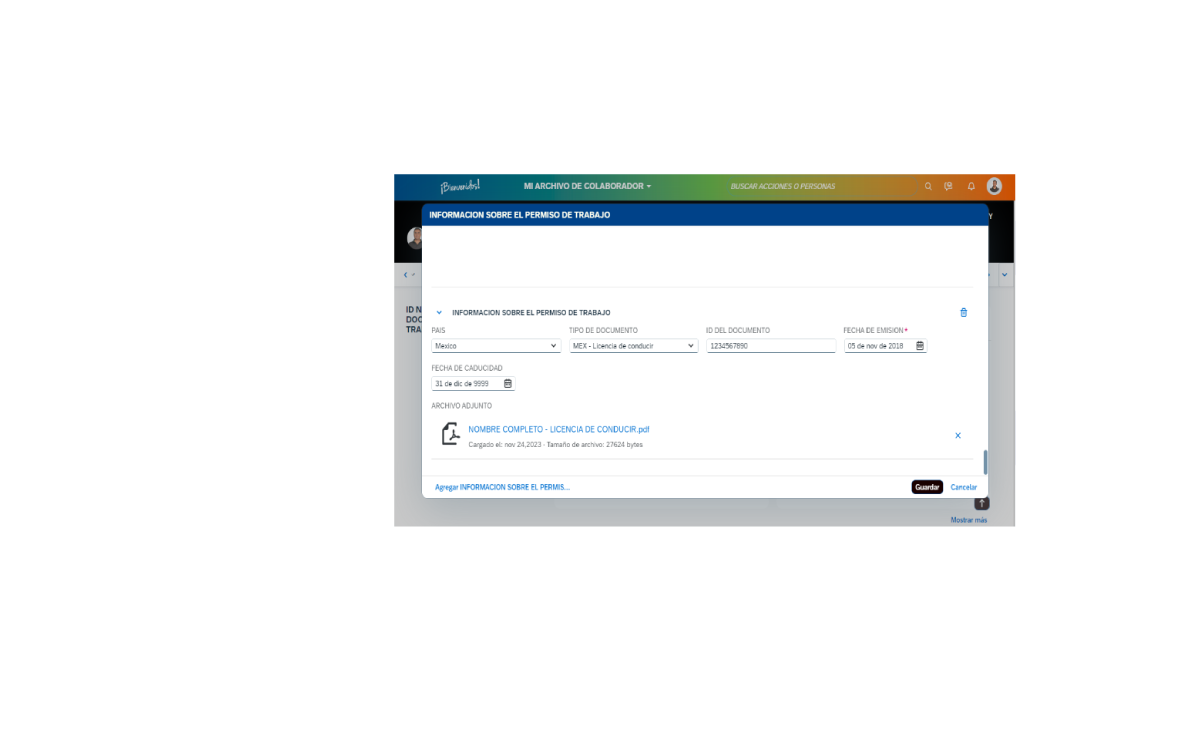 ¡Bienvenidos!
MI ARCHIVO DE COLABORADOR
BUSCAR ACCIONES O PERSONAS
INFORMACION SOBRE EL PERMISO DE TRABAJO
Y
ID N
DOC
TRA
INFORMACION SOBRE EL PERMISO DE TRABAJO
PAIS
TIPO DE DOCUMENTO
ID DEL DOCUMENTO
FECHA DE EMISION*
Mexico
MEX - Licencia de conducir
1234567890
05 de nov de 2018
FECHA DE CADUCIDAD
31 de dic de 9999
ARCHIVO ADJUNTO
NOMBRE COMPLETO - LICENCIA DE CONDUCIR.pdf
Cargado el: nov 24,2023 - Tamaño de archivo: 27624 bytes
Agregar INFORMACION SOBRE EL PERMIS...
Guardar
Cancelar
Mostrar más